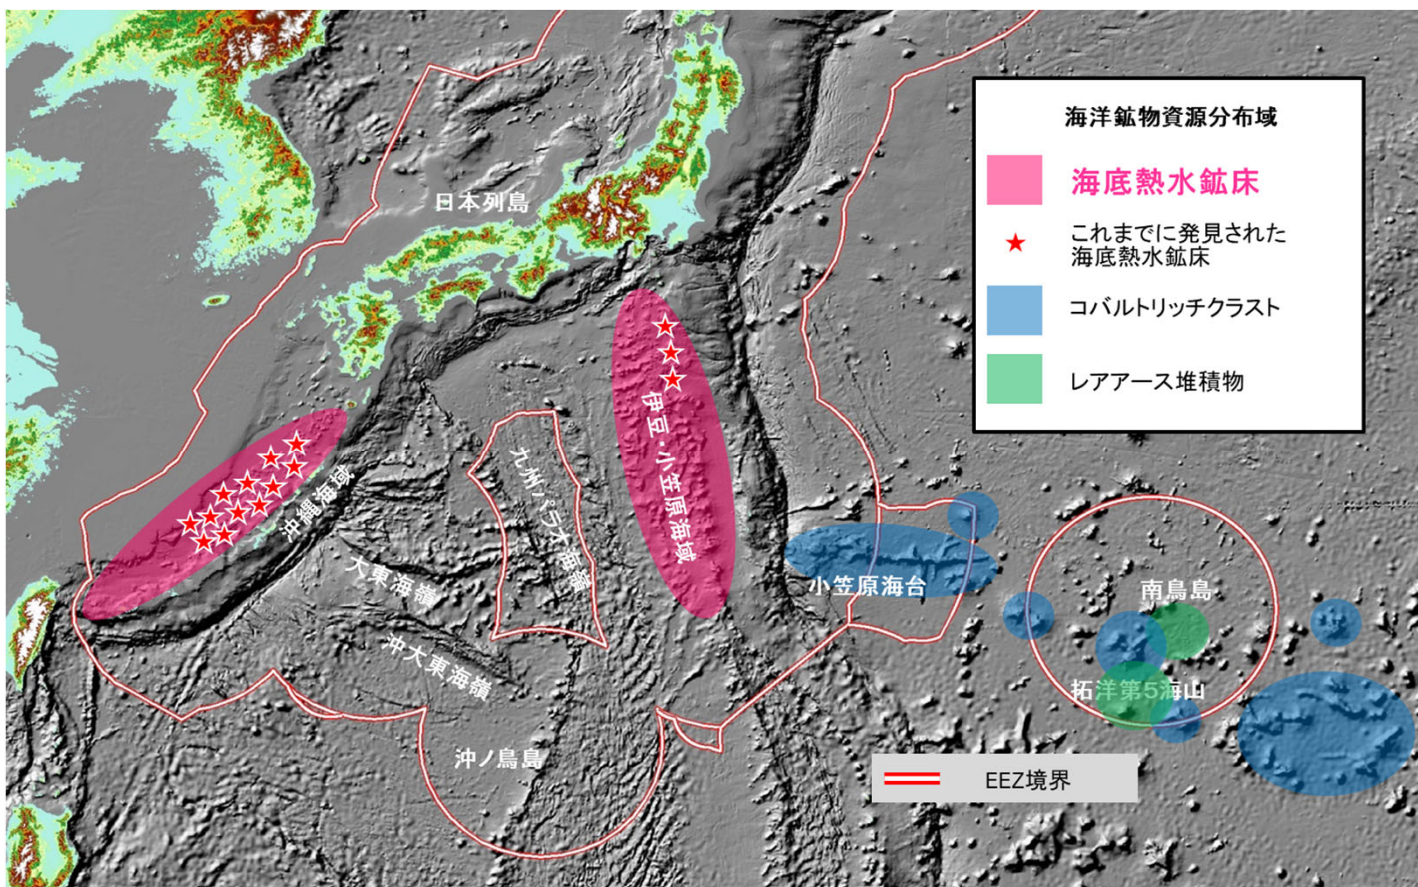 海洋鉱物資源分布域
海底熱水鉱床
これまでに発見された
海底熱水鉱床
コバルトリッチクラスト
レアアース堆積物
日本列島
伊豆・小笠原海域
沖縄海域
九州パラオ海嶺
大東海嶺
沖大東海嶺
小笠原海台
南鳥島
拓洋第5海山
沖ノ鳥島
EEZ境界